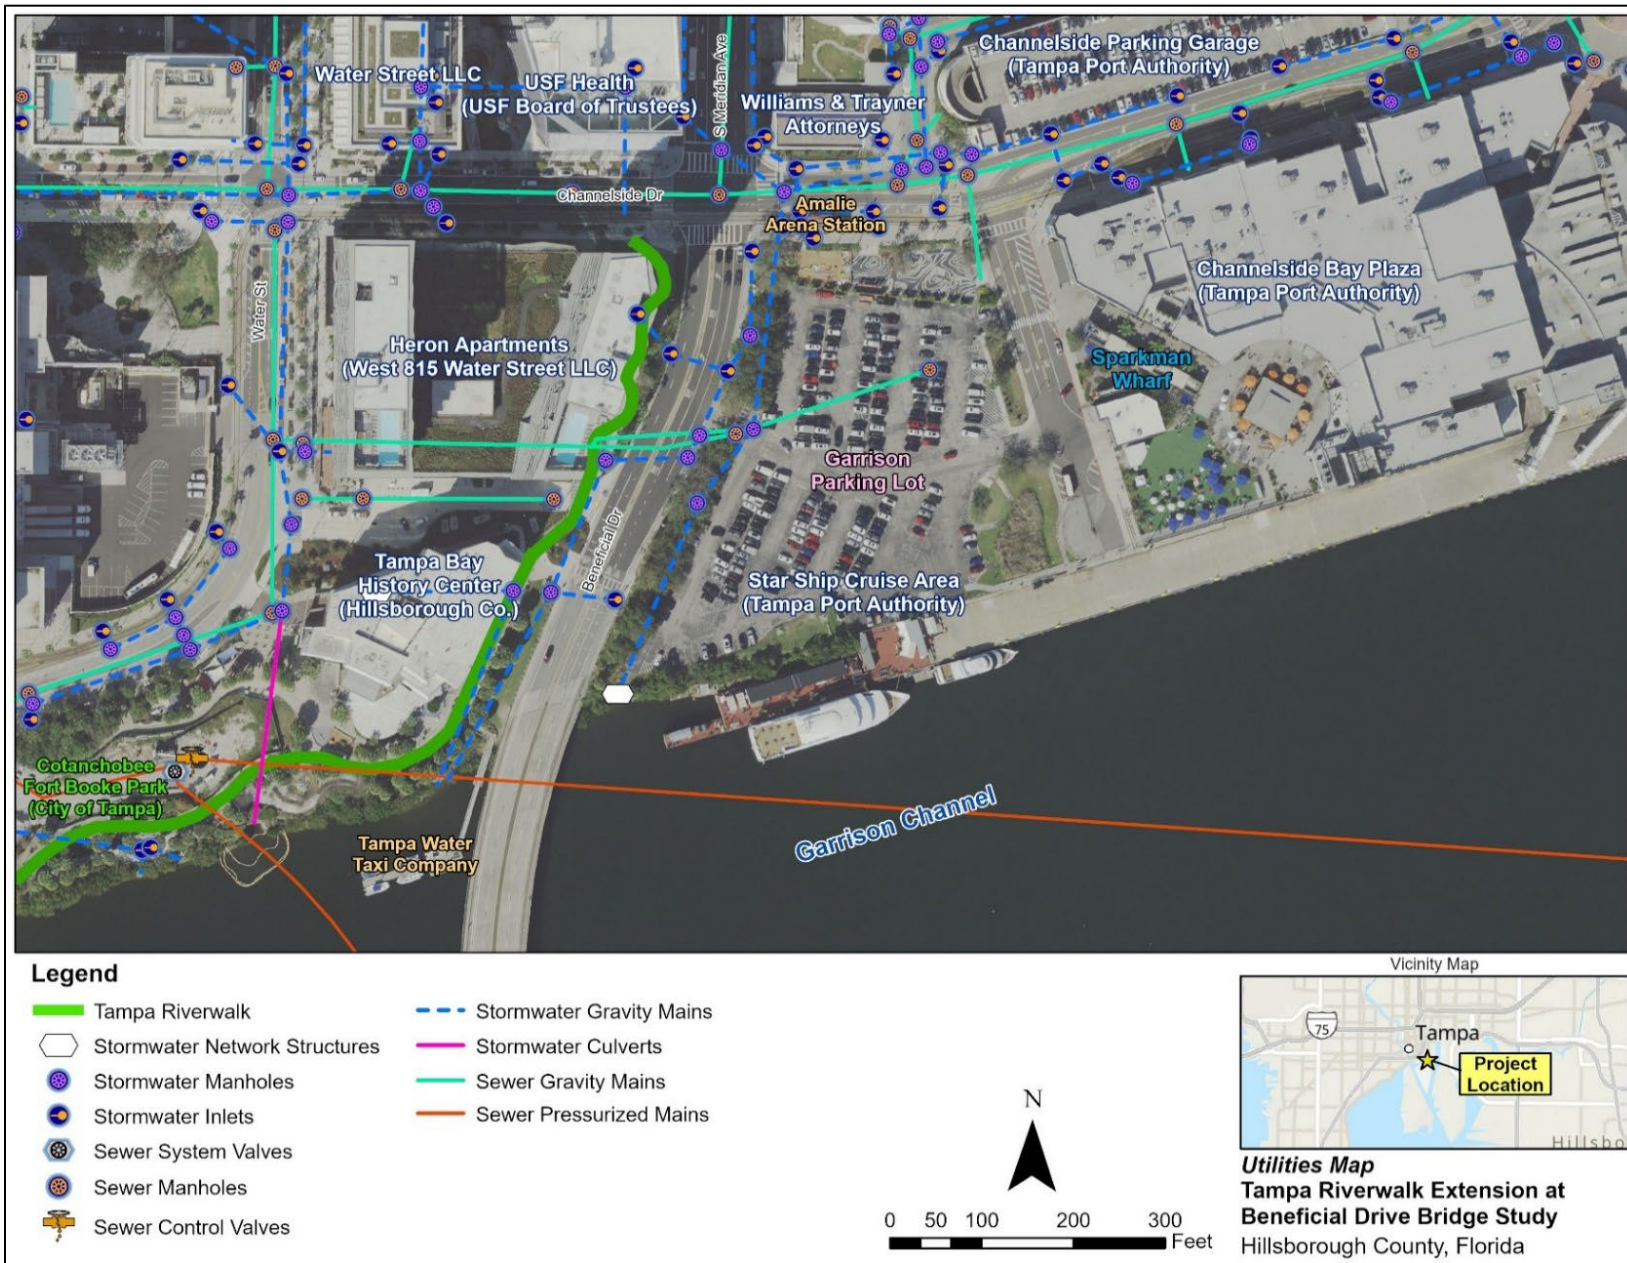 Water Street LLC
USF Health
(USF Board of Trustees)
S Meridian Ave
Williams & Trayner
Attorneys
Channelside Parking Garage
(Tampa Port Authority)
Channelside Dr
Amalie
Arena Station
Channelside Bay Plaza
(Tampa Port Authority)
Water St
Heron Apartments
(West 815 Water Street LLC)
Sparkman
Wharf
Garrison
Parking Lot
Beneficial Dr
Tampa Bay
History Center
(Hillsborough Co.)
Star Ship Cruise Area
(Tampa Port Authority)
Cotanchobee
Fort Booke Park
(City of Tampa)
Garrison Channel
Tampa Water
Taxi Company
Legend
Tampa Riverwalk
Stormwater Network Structures
Stormwater Manholes
Stormwater Inlets
Sewer System Valves
Sewer Manholes
Sewer Control Valves
Stormwater Gravity Mains
Stormwater Culverts
Sewer Gravity Mains
Sewer Pressurized Mains
N
0 50 100 200 300
Feet
Vicinity Map
75
Tampa
Project
Location
Hillsbo
Utilities Map
Tampa Riverwalk Extension at
Beneficial Drive Bridge Study
Hillsborough County, Florida